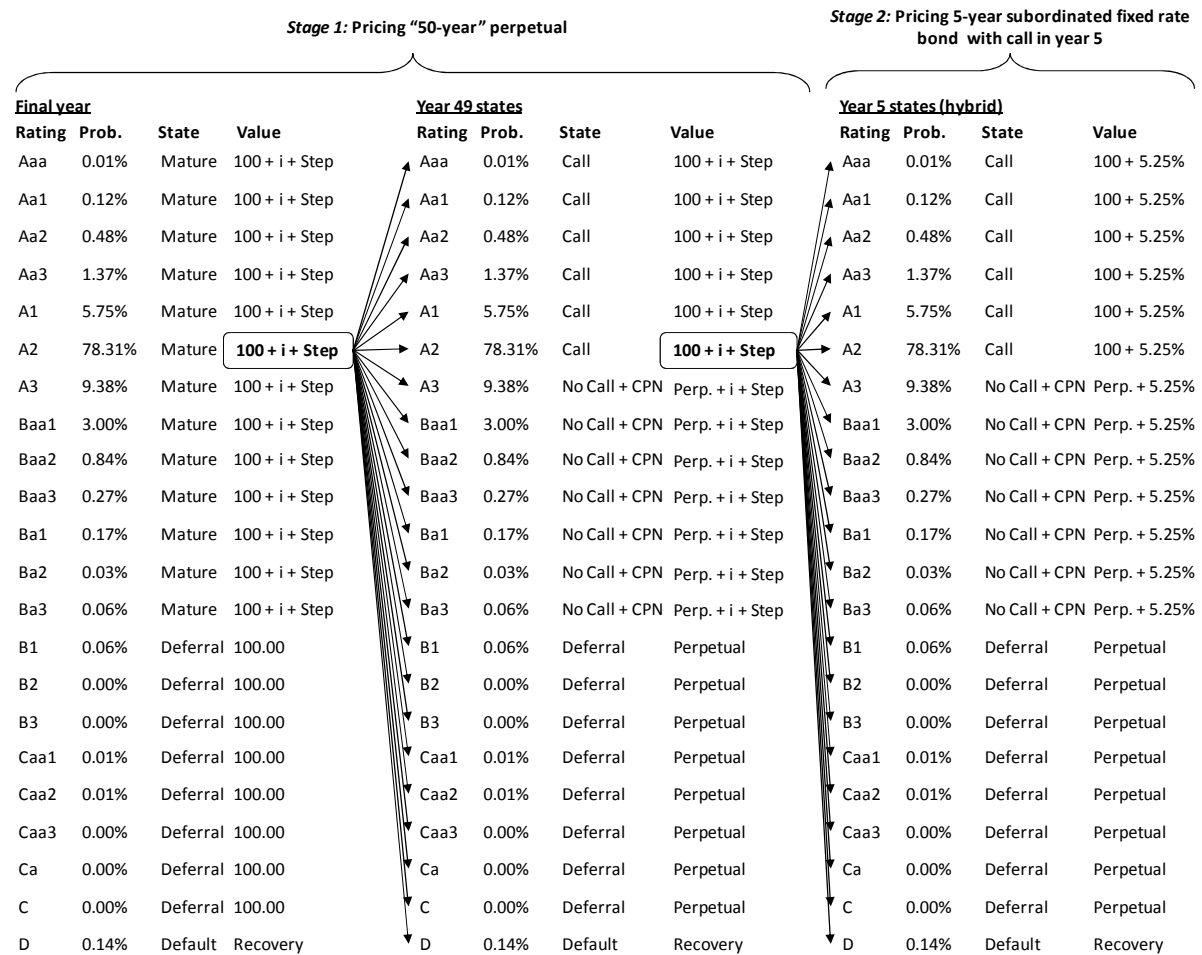 Stage 1: Pricing “50-year” perpetual
Stage 2: Pricing 5-year subordinated fixed rate
bond with call in year 5
Final year
Rating Prob. State Value
Aaa 0.01% Mature 100 + i + Step
Aa1 0.12% Mature 100 + i + Step
Aa2 0.48% Mature 100 + i + Step
Aa3 1.37% Mature 100 + i + Step
A1 5.75% Mature 100 + i + Step
A2 78.31% Mature 100 + i + Step
A3 9.38% Mature 100 + i + Step
Baa1 3.00% Mature 100 + i + Step
Baa2 0.84% Mature 100 + i + Step
Baa3 0.27% Mature 100 + i + Step
Ba1 0.17% Mature 100 + i + Step
Ba2 0.03% Mature 100 + i + Step
Ba3 0.06% Mature 100 + i + Step
B1 0.06% Deferral 100.00
B2 0.00% Deferral 100.00
B3 0.00% Deferral 100.00
Caa1 0.01% Deferral 100.00
Caa2 0.01% Deferral 100.00
Caa3 0.00% Deferral 100.00
Ca 0.00% Deferral 100.00
C 0.00% Deferral 100.00
D 0.14% Default Recovery
Year 49 states
Rating Prob. State Value
Aaa 0.01% Call 100 + i + Step
Aa1 0.12% Call 100 + i + Step
Aa2 0.48% Call 100 + i + Step
Aa3 1.37% Call 100 + i + Step
A1 5.75% Call 100 + i + Step
A2 78.31% Call 100 + i + Step
A3 9.38% No Call + CPN Perp. + i + Step
Baa1 3.00% No Call + CPN Perp. + i + Step
Baa2 0.84% No Call + CPN Perp. + i + Step
Baa3 0.27% No Call + CPN Perp. + i + Step
Ba1 0.17% No Call + CPN Perp. + i + Step
Ba2 0.03% No Call + CPN Perp. + i + Step
Ba3 0.06% No Call + CPN Perp. + i + Step
B1 0.06% Deferral Perpetual
B2 0.00% Deferral Perpetual
B3 0.00% Deferral Perpetual
Caa1 0.01% Deferral Perpetual
Caa2 0.01% Deferral Perpetual
Caa3 0.00% Deferral Perpetual
Ca 0.00% Deferral Perpetual
C 0.00% Deferral Perpetual
D 0.14% Default Recovery
Year 5 states (hybrid)
Rating Prob. State Value
Aaa 0.01% Call 100 + 5.25%
Aa1 0.12% Call 100 + 5.25%
Aa2 0.48% Call 100 + 5.25%
Aa3 1.37% Call 100 + 5.25%
A1 5.75% Call 100 + 5.25%
A2 78.31% Call 100 + 5.25%
A3 9.38% No Call + CPN Perp. + 5.25%
Baa1 3.00% No Call + CPN Perp. + 5.25%
Baa2 0.84% No Call + CPN Perp. + 5.25%
Baa3 0.27% No Call + CPN Perp. + 5.25%
Ba1 0.17% No Call + CPN Perp. + 5.25%
Ba2 0.03% No Call + CPN Perp. + 5.25%
Ba3 0.06% No Call + CPN Perp. + 5.25%
B1 0.06% Deferral Perpetual
B2 0.00% Deferral Perpetual
B3 0.00% Deferral Perpetual
Caa1 0.01% Deferral Perpetual
Caa2 0.01% Deferral Perpetual
Caa3 0.00% Deferral Perpetual
Ca 0.00% Deferral Perpetual
C 0.00% Deferral Perpetual
D 0.14% Default Recovery